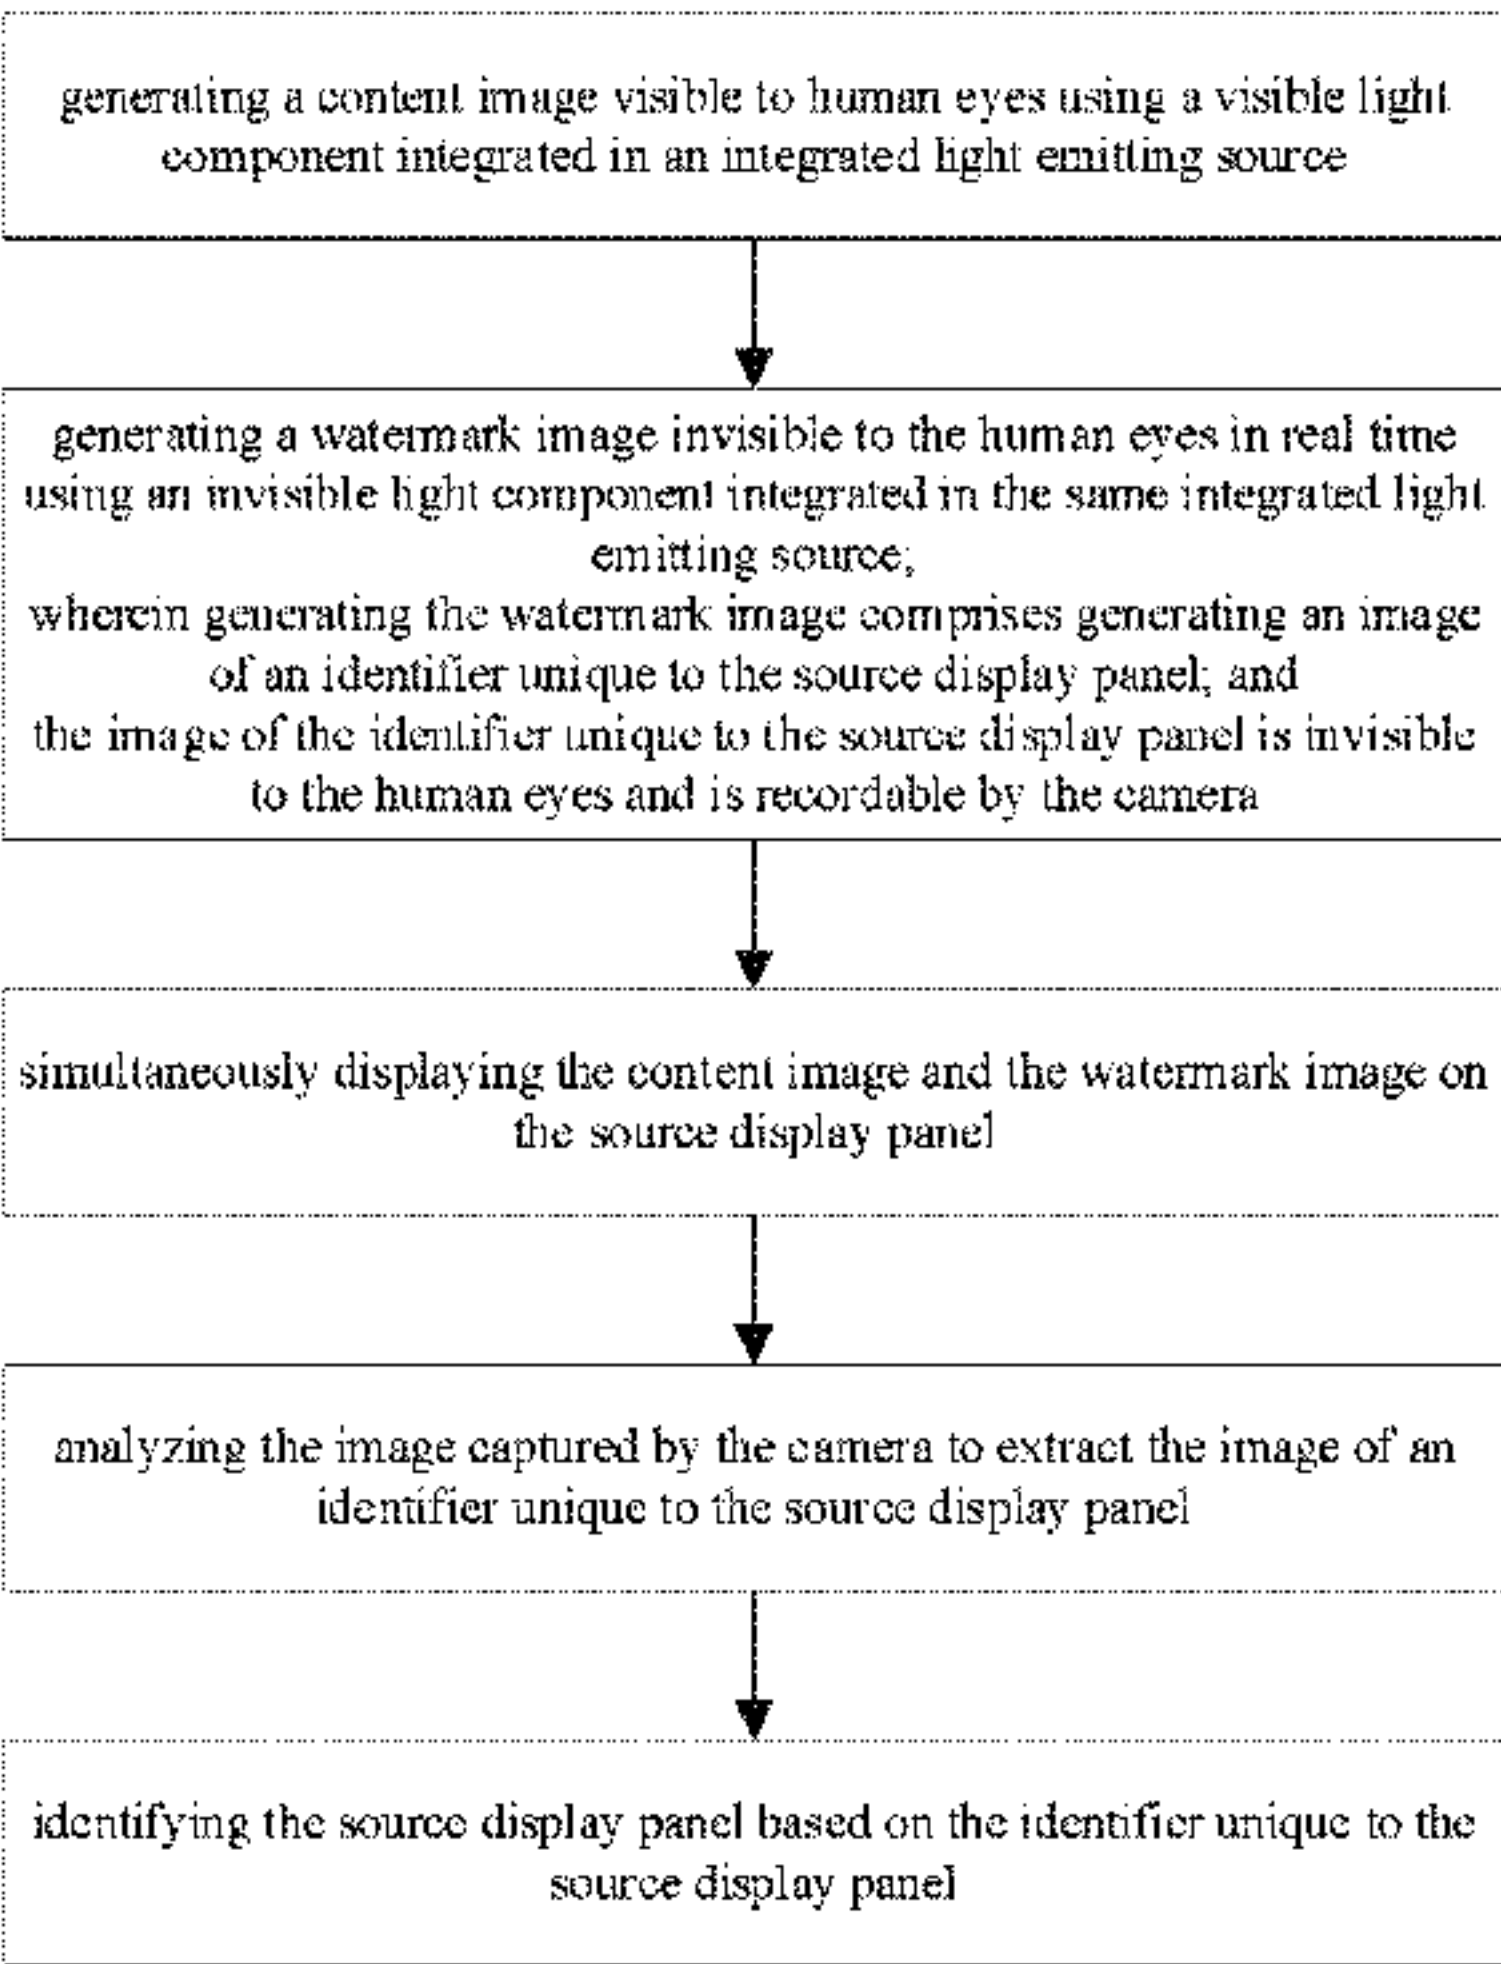 generating a content image visible to human eyes using a visible light
component integrated in an integrated light emitting source
generating a watermark image invisible to the human eyes in real time
using an invisible light component integrated in the same integrated light
emitting source;
wherein generating the watermark image comprises generating an image
of an identifier unique to the source display panel; and
the image of the identifier unique to the source display panel is invisible
to the human eyes and is recordable by the camera
simultaneously displaying the content image and the watermark image on
the source display panel
analyzing the image captured by the camera to extract the image of an
identifier unique to the source display panel
identifying the source display panel based on the identifier unique to the
source display panel